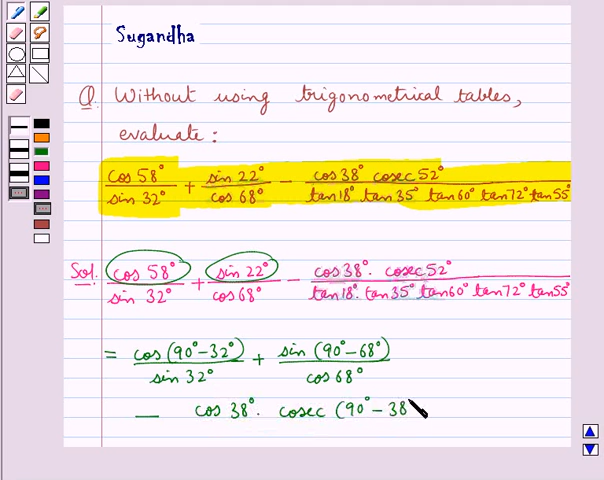 Sugandha
Q. Without using trigonometrical tables,
evaluate:
cos 58° / sin 32° + sin 22° / cos 68° − cos 38° cosec 52° / tan 18° tan 35° tan 60° tan 72° tan 55°
Sol. cos 58° / sin 32° + sin 22° / cos 68° − cos 38°. cosec 52° / tan 18°. tan 35° tan 60° tan 72° tan 55°
= cos (90° − 32°) / sin 32° + sin (90° − 68°) / cos 68°
− cos 38°. cosec (90° − 38